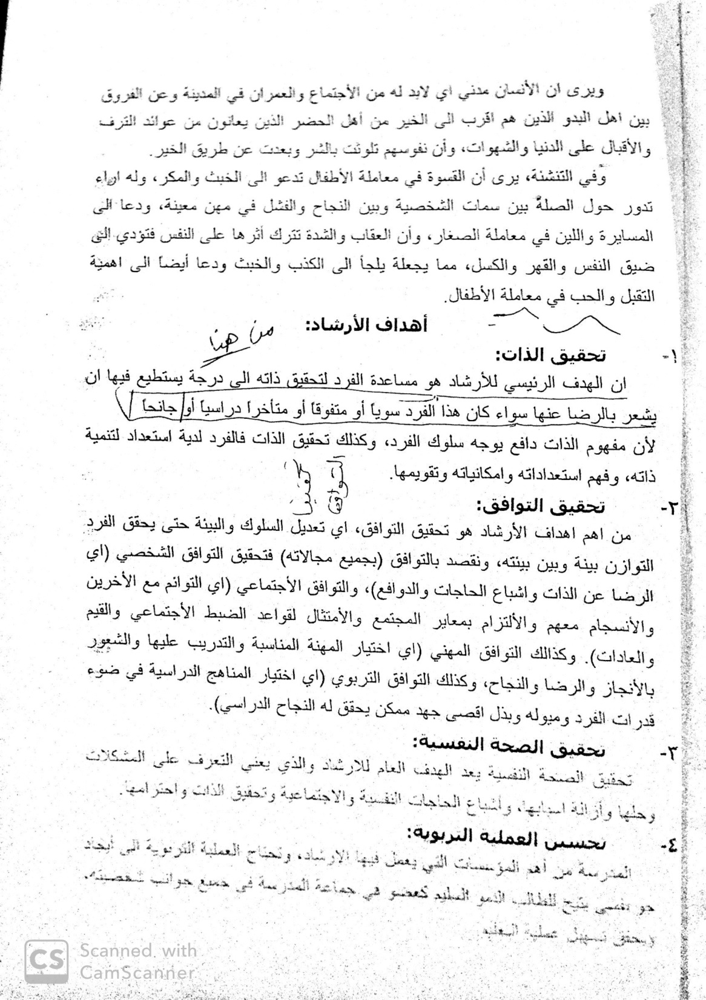 ويرى ان الأنسان مدني اي لابد له من الأجتماع والعمران في المدينة وعن الفروق
بين اهل البدو الذين هم اقرب الى الخير من أهل الحضر الذين يعانون من عوائد الترف
والأقبال على الدنيا والشهوات، وأن نفوسهم تلوثت بالشر وبعدت عن طريق الخير.
وفي التنشئة، يرى أن القسوة في معاملة الأطفال تدعو الى الخبث والمكر، وله اراء
تدور حول الصلة بين سمات الشخصية وبين النجاح والفشل في مهن معينة، ودعا الى
المسايرة واللين في معاملة الصغار، وأن العقاب والشدة تترك أثرها على النفس فتؤدي الى
ضيق النفس والقهر والكسل، مما يجعلة يلجأ الى الكذب والخبث ودعا أيضاً الى اهمية
التقبل والحب في معاملة الأطفال.
أهداف الأرشاد:
من هنا
١- تحقيق الذات:
ان الهدف الرئيسي للأرشاد هو مساعدة الفرد لتحقيق ذاته الى درجة يستطيع فيها ان
يشعر بالرضا عنها سواء كان هذا الفرد سوياً أو متفوقاً أو متأخرا دراسياً أو جانحاً
لأن مفهوم الذات دافع يوجه سلوك الفرد، وكذلك تحقيق الذات فالفرد لدية استعداد لتنمية
ذاته، وفهم استعداداته وامكانياته وتقويمها.
التوافق
٢- تحقيق التوافق:
من اهم اهداف الأرشاد هو تحقيق التوافق، اي تعديل السلوك والبيئة حتى يحقق الفرد
التوازن بينة وبين بيئته، ونقصد بالتوافق (بجميع مجالاته) فتحقيق التوافق الشخصي (اي
الرضا عن الذات واشباع الحاجات والدوافع)، والتوافق الأجتماعي (اي التوائم مع الأخرين
والأنسجام معهم والألتزام بمعاير المجتمع والأمتثال لقواعد الضبط الأجتماعي والقيم
والعادات). وكذالك التوافق المهني (اي اختيار المهنة المناسبة والتدريب عليها والشعور
بالأنجاز والرضا والنجاح، وكذلك التوافق التربوي (اي اختيار المناهج الدراسية في ضوء
قدرات الفرد وميوله وبذل اقصى جهد ممكن يحقق له النجاح الدراسي).
٣- تحقيق الصحة النفسية:
تحقيق الصحة النفسية يعد الهدف العام للارشاد والذي يعني التعرف على المشكلات
وحلها وأزالة اسبابها، وأشباع الحاجات النفسية والاجتماعية وتحقيق الذات واحترامها.
٤- تحسين العملية التربوية:
المدرسة من أهم المؤسسات التي يعمل فيها الارشاد، وتحتاج العملية التربوية الى أيجاد
جو نفسي يتيح للطالب النمو السليم كعضو في جماعة المدرسة في جميع جوانب شخصيته.
ويحقق تسهيل عملية التعليم
CS Scanned with
CamScanner